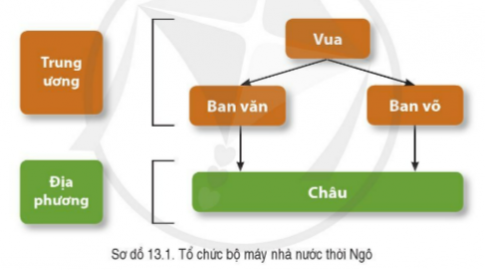 Trung
ương
Vua
Ban văn
Ban võ
Địa
phương
Châu
Sơ đồ 13.1. Tổ chức bộ máy nhà nước thời Ngô